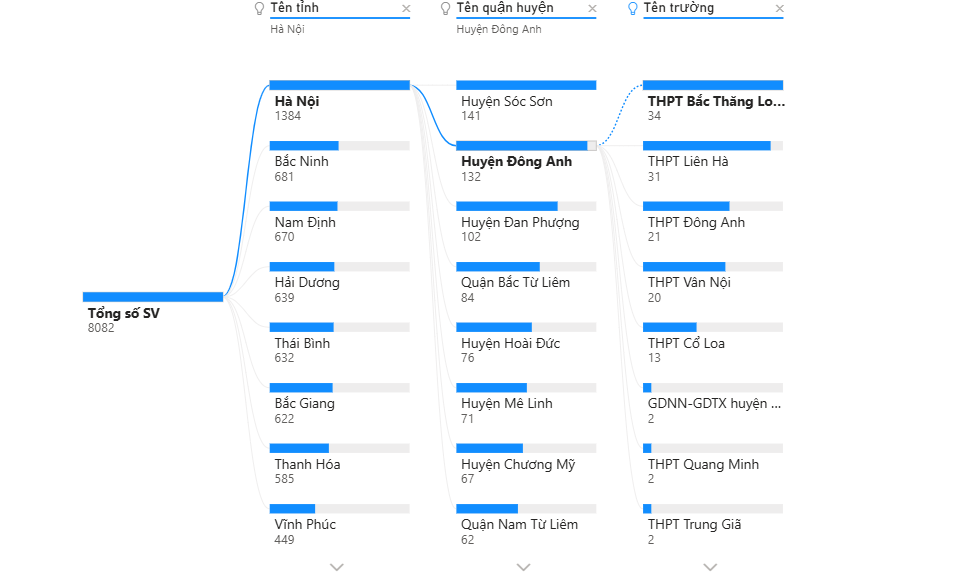 Tên tỉnh
Hà Nội
Tên quận huyện
Huyện Đông Anh
Tên trường
Tổng số SV
8082
Hà Nội
1384
Bắc Ninh
681
Nam Định
670
Hải Dương
639
Thái Bình
632
Bắc Giang
622
Thanh Hóa
585
Vĩnh Phúc
449
Huyện Sóc Sơn
141
Huyện Đông Anh
132
Huyện Đan Phượng
102
Quận Bắc Từ Liêm
84
Huyện Hoài Đức
76
Huyện Mê Linh
71
Huyện Chương Mỹ
67
Quận Nam Từ Liêm
62
THPT Bắc Thăng Lo...
34
THPT Liên Hà
31
THPT Đông Anh
21
THPT Vân Nội
20
THPT Cổ Loa
13
GDNN-GDTX huyện ...
2
THPT Quang Minh
2
THPT Trung Giã
2